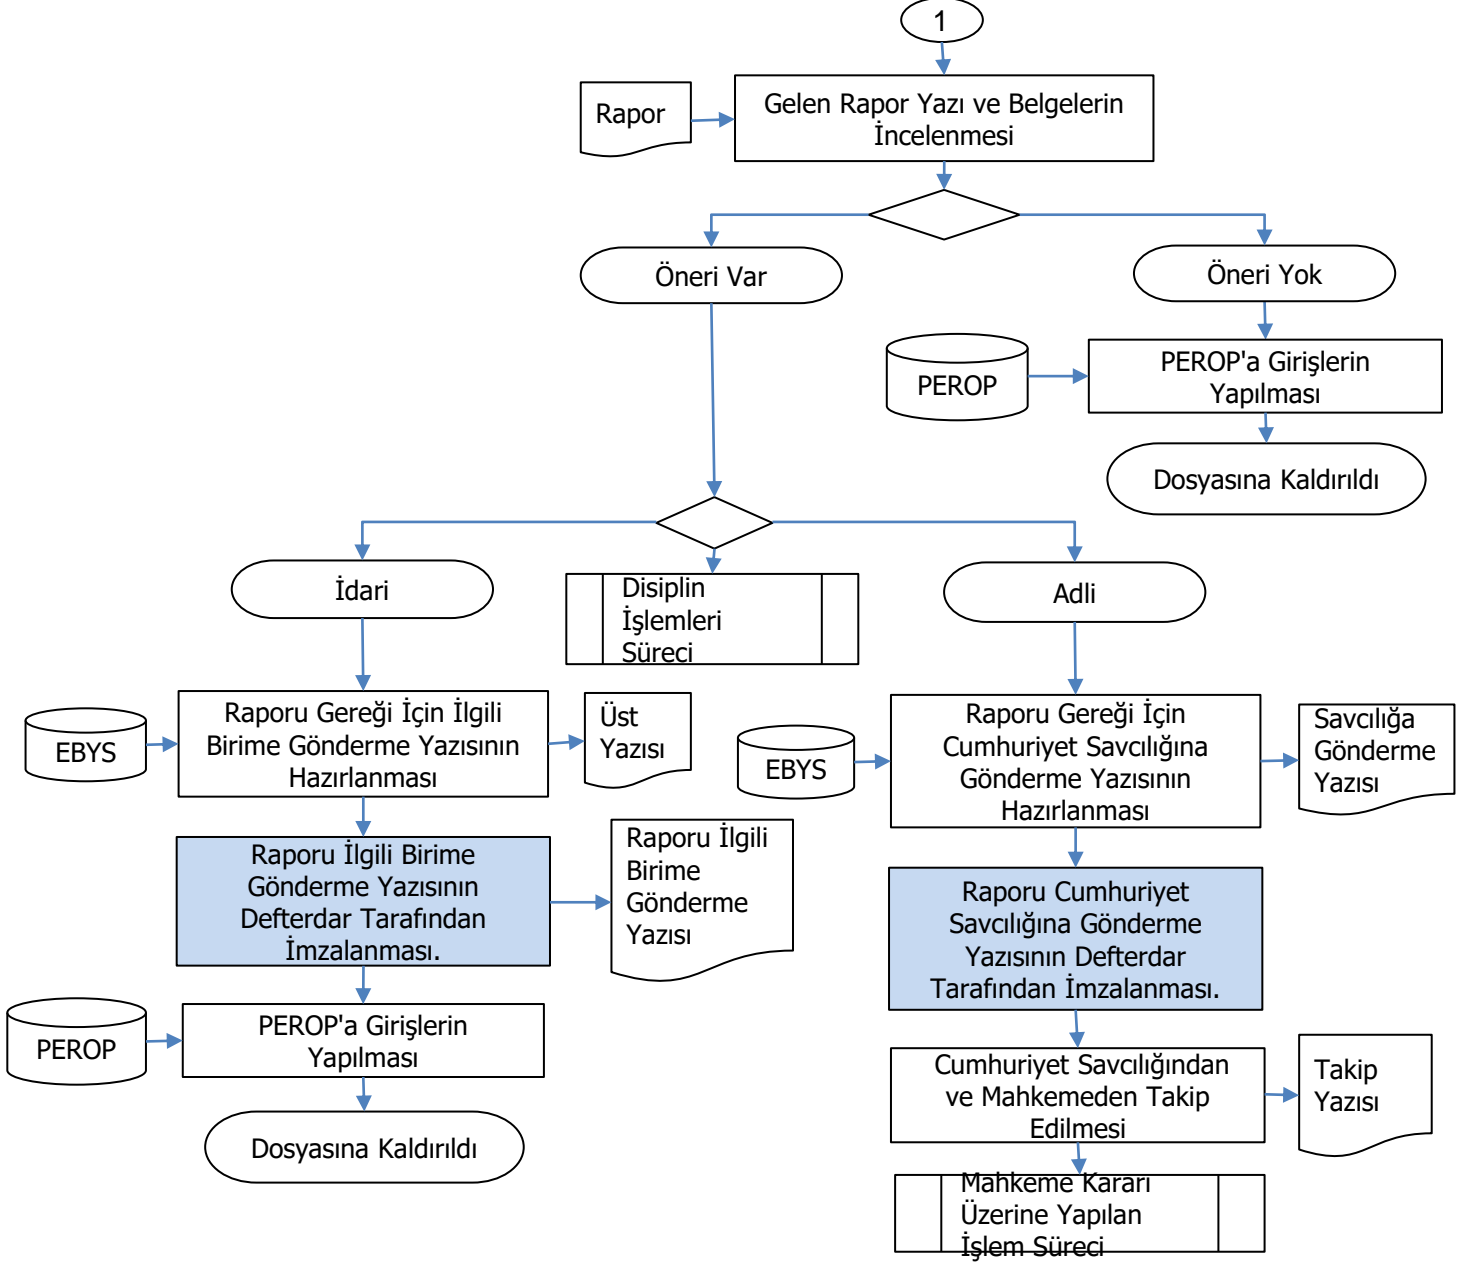 1
Rapor
Gelen Rapor Yazı ve Belgelerin
İncelenmesi
Öneri Var
Öneri Yok
PEROP
PEROP'a Girişlerin
Yapılması
Dosyasına Kaldırıldı
İdari
Disiplin
İşlemleri
Süreci
Adli
EBYS
Raporu Gereği İçin İlgili
Birime Gönderme Yazısının
Hazırlanması
Üst
Yazısı
EBYS
Raporu Gereği İçin
Cumhuriyet Savcılığına
Gönderme Yazısının
Hazırlanması
Savcılığa
Gönderme
Yazısı
Raporu İlgili Birime
Gönderme Yazısının
Defterdar Tarafından
İmzalanması.
Raporu İlgili
Birime
Gönderme
Yazısı
Raporu Cumhuriyet
Savcılığına Gönderme
Yazısının Defterdar
Tarafından İmzalanması.
PEROP
PEROP'a Girişlerin
Yapılması
Cumhuriyet Savcılığından
ve Mahkemeden Takip
Edilmesi
Takip
Yazısı
Dosyasına Kaldırıldı
Mahkeme Kararı
Üzerine Yapılan
İşlem Süreci